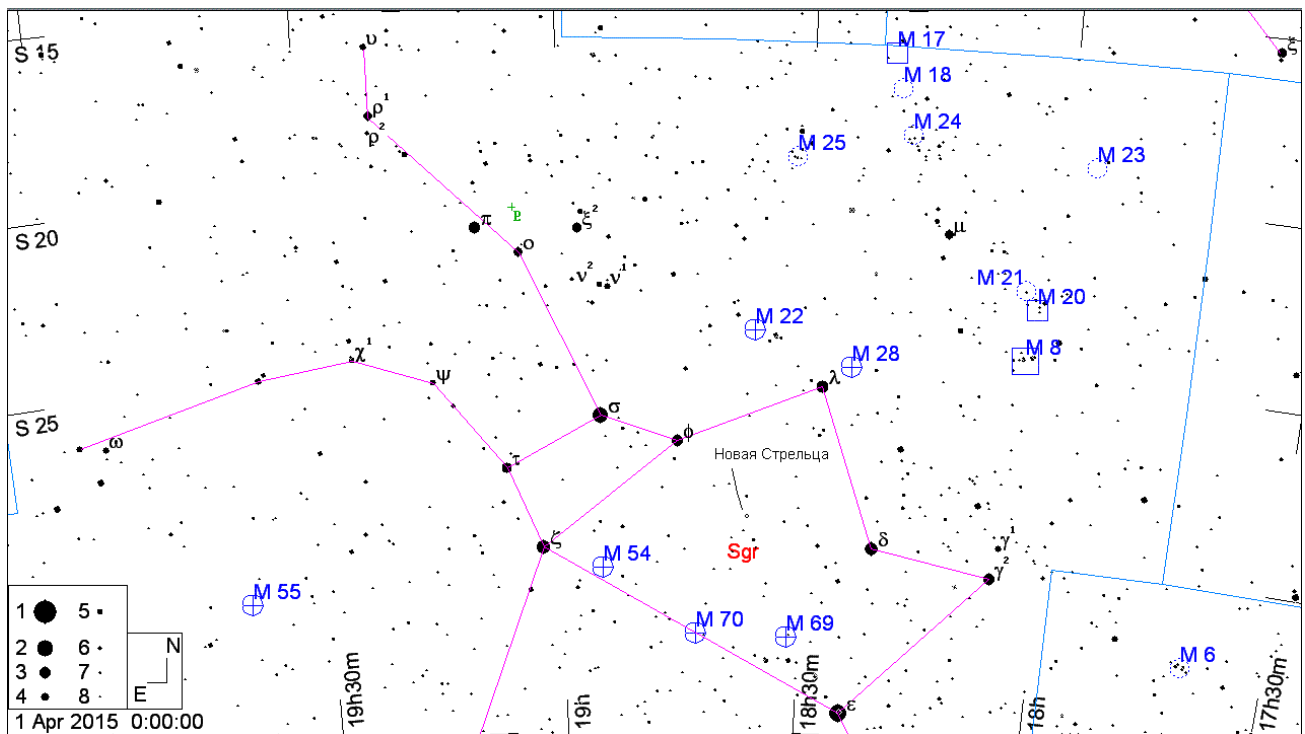 S 15
υ
ρ¹
ρ²
M 17
M 18
M 24
M 25
M 23
ξ
P
π
ξ²
ο
μ
S 20
ν²
ν¹
M 21
M 20
M 22
M 8
M 28
χ¹
ψ
λ
σ
S 25
ω
φ
τ
Новая Стрельца
ζ
δ
γ¹
Sgr
M 54
γ²
M 55
M 70
M 69
M 6
ε
1 5
2 6
3 7
4 8
N
E
19h30m
19h
18h30m
18h
17h30m
1 Apr 2015 0:00:00